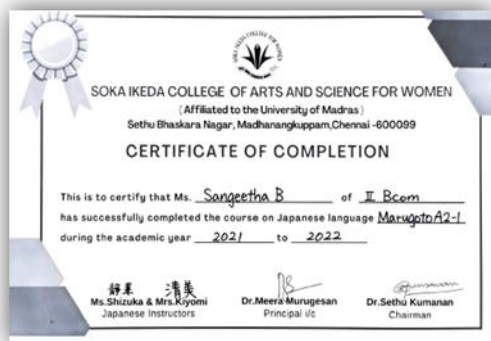 SOKA IKEDA COLLEGE OF ARTS AND SCIENCE FOR WOMEN
(Affiliated to the University of Madras)
Sethu Bhaskara Nagar, Madhanangkuppam,Chennai -600099
CERTIFICATE OF COMPLETION
This is to certify that Ms. Sangeetha B of II Bcom
has successfully completed the course on Japanese language Marugoto A2-1
during the academic year 2021 to 2022
清美
Ms.Shizuka & Mrs.Kiyomi Dr.Meera Murugesan Dr.Sethu Kumanan
Japanese Instructors Principal i/c Chairman